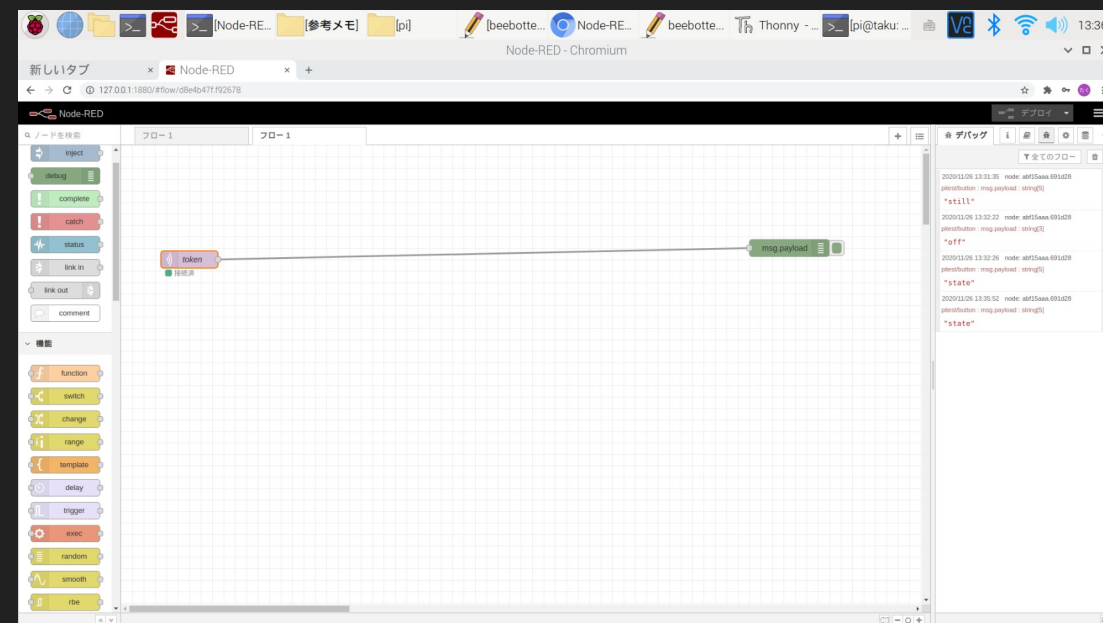 [Node-RE...
[参考メモ]
[pi]
[beebotte...
Node-RE...
beebotte...
Thonny - ...
[pi@taku: ...
13:36
Node-RED - Chromium
新しいタブ
Node-RED
127.0.0.1:1880/#flow/d8e4b47f.f92678
Node-RED
デプロイ
ノードを検索
フロー 1
フロー 1
デバッグ
全てのフロー
inject
debug
complete
catch
status
link in
link out
comment
機能
function
switch
change
range
template
delay
trigger
exec
random
smooth
rbe
token
接続済
msg.payload
2020/11/26 13:31:35 node: abf15aaa.691d28
pitest/button : msg.payload : string[5]
"still"
2020/11/26 13:32:22 node: abf15aaa.691d28
pitest/button : msg.payload : string[3]
"off"
2020/11/26 13:32:26 node: abf15aaa.691d28
pitest/button : msg.payload : string[5]
"state"
2020/11/26 13:35:52 node: abf15aaa.691d28
pitest/button : msg.payload : string[5]
"state"